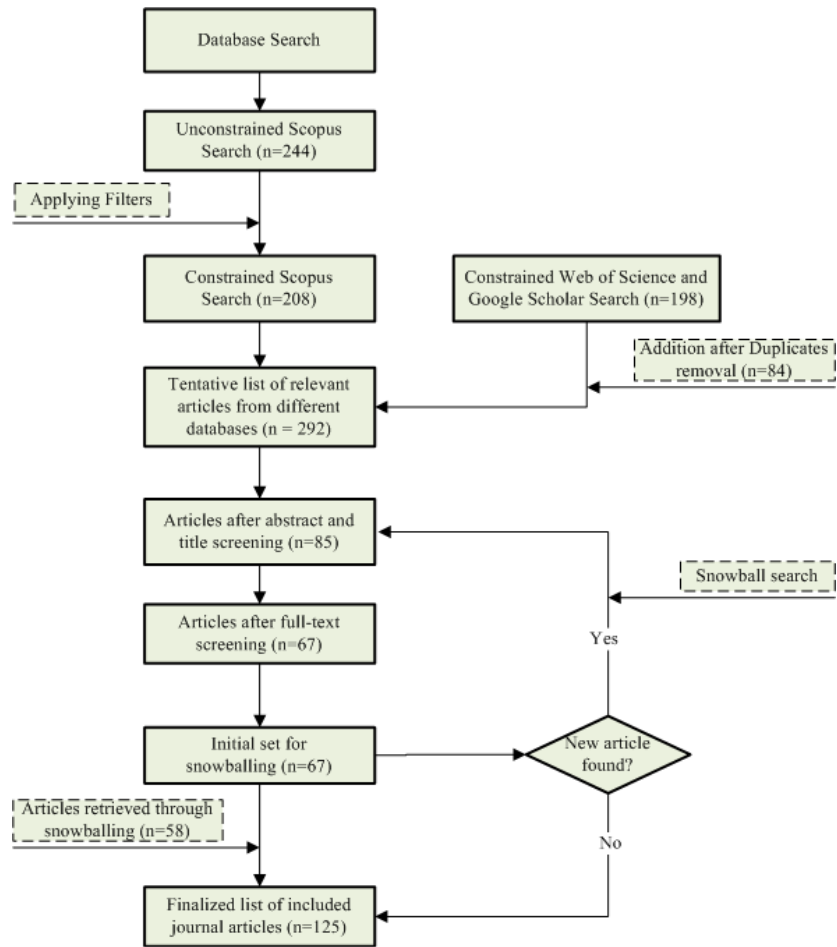 Database Search
Unconstrained Scopus
Search (n=244)
Applying Filters
Constrained Scopus
Search (n=208)
Constrained Web of Science and
Google Scholar Search (n=198)
Addition after Duplicates
removal (n=84)
Tentative list of relevant
articles from different
databases (n = 292)
Articles after abstract and
title screening (n=85)
Snowball search
Articles after full-text
screening (n=67)
Yes
Initial set for
snowballing (n=67)
New article
found?
Articles retrieved through
snowballing (n=58)
No
Finalized list of included
journal articles (n=125)